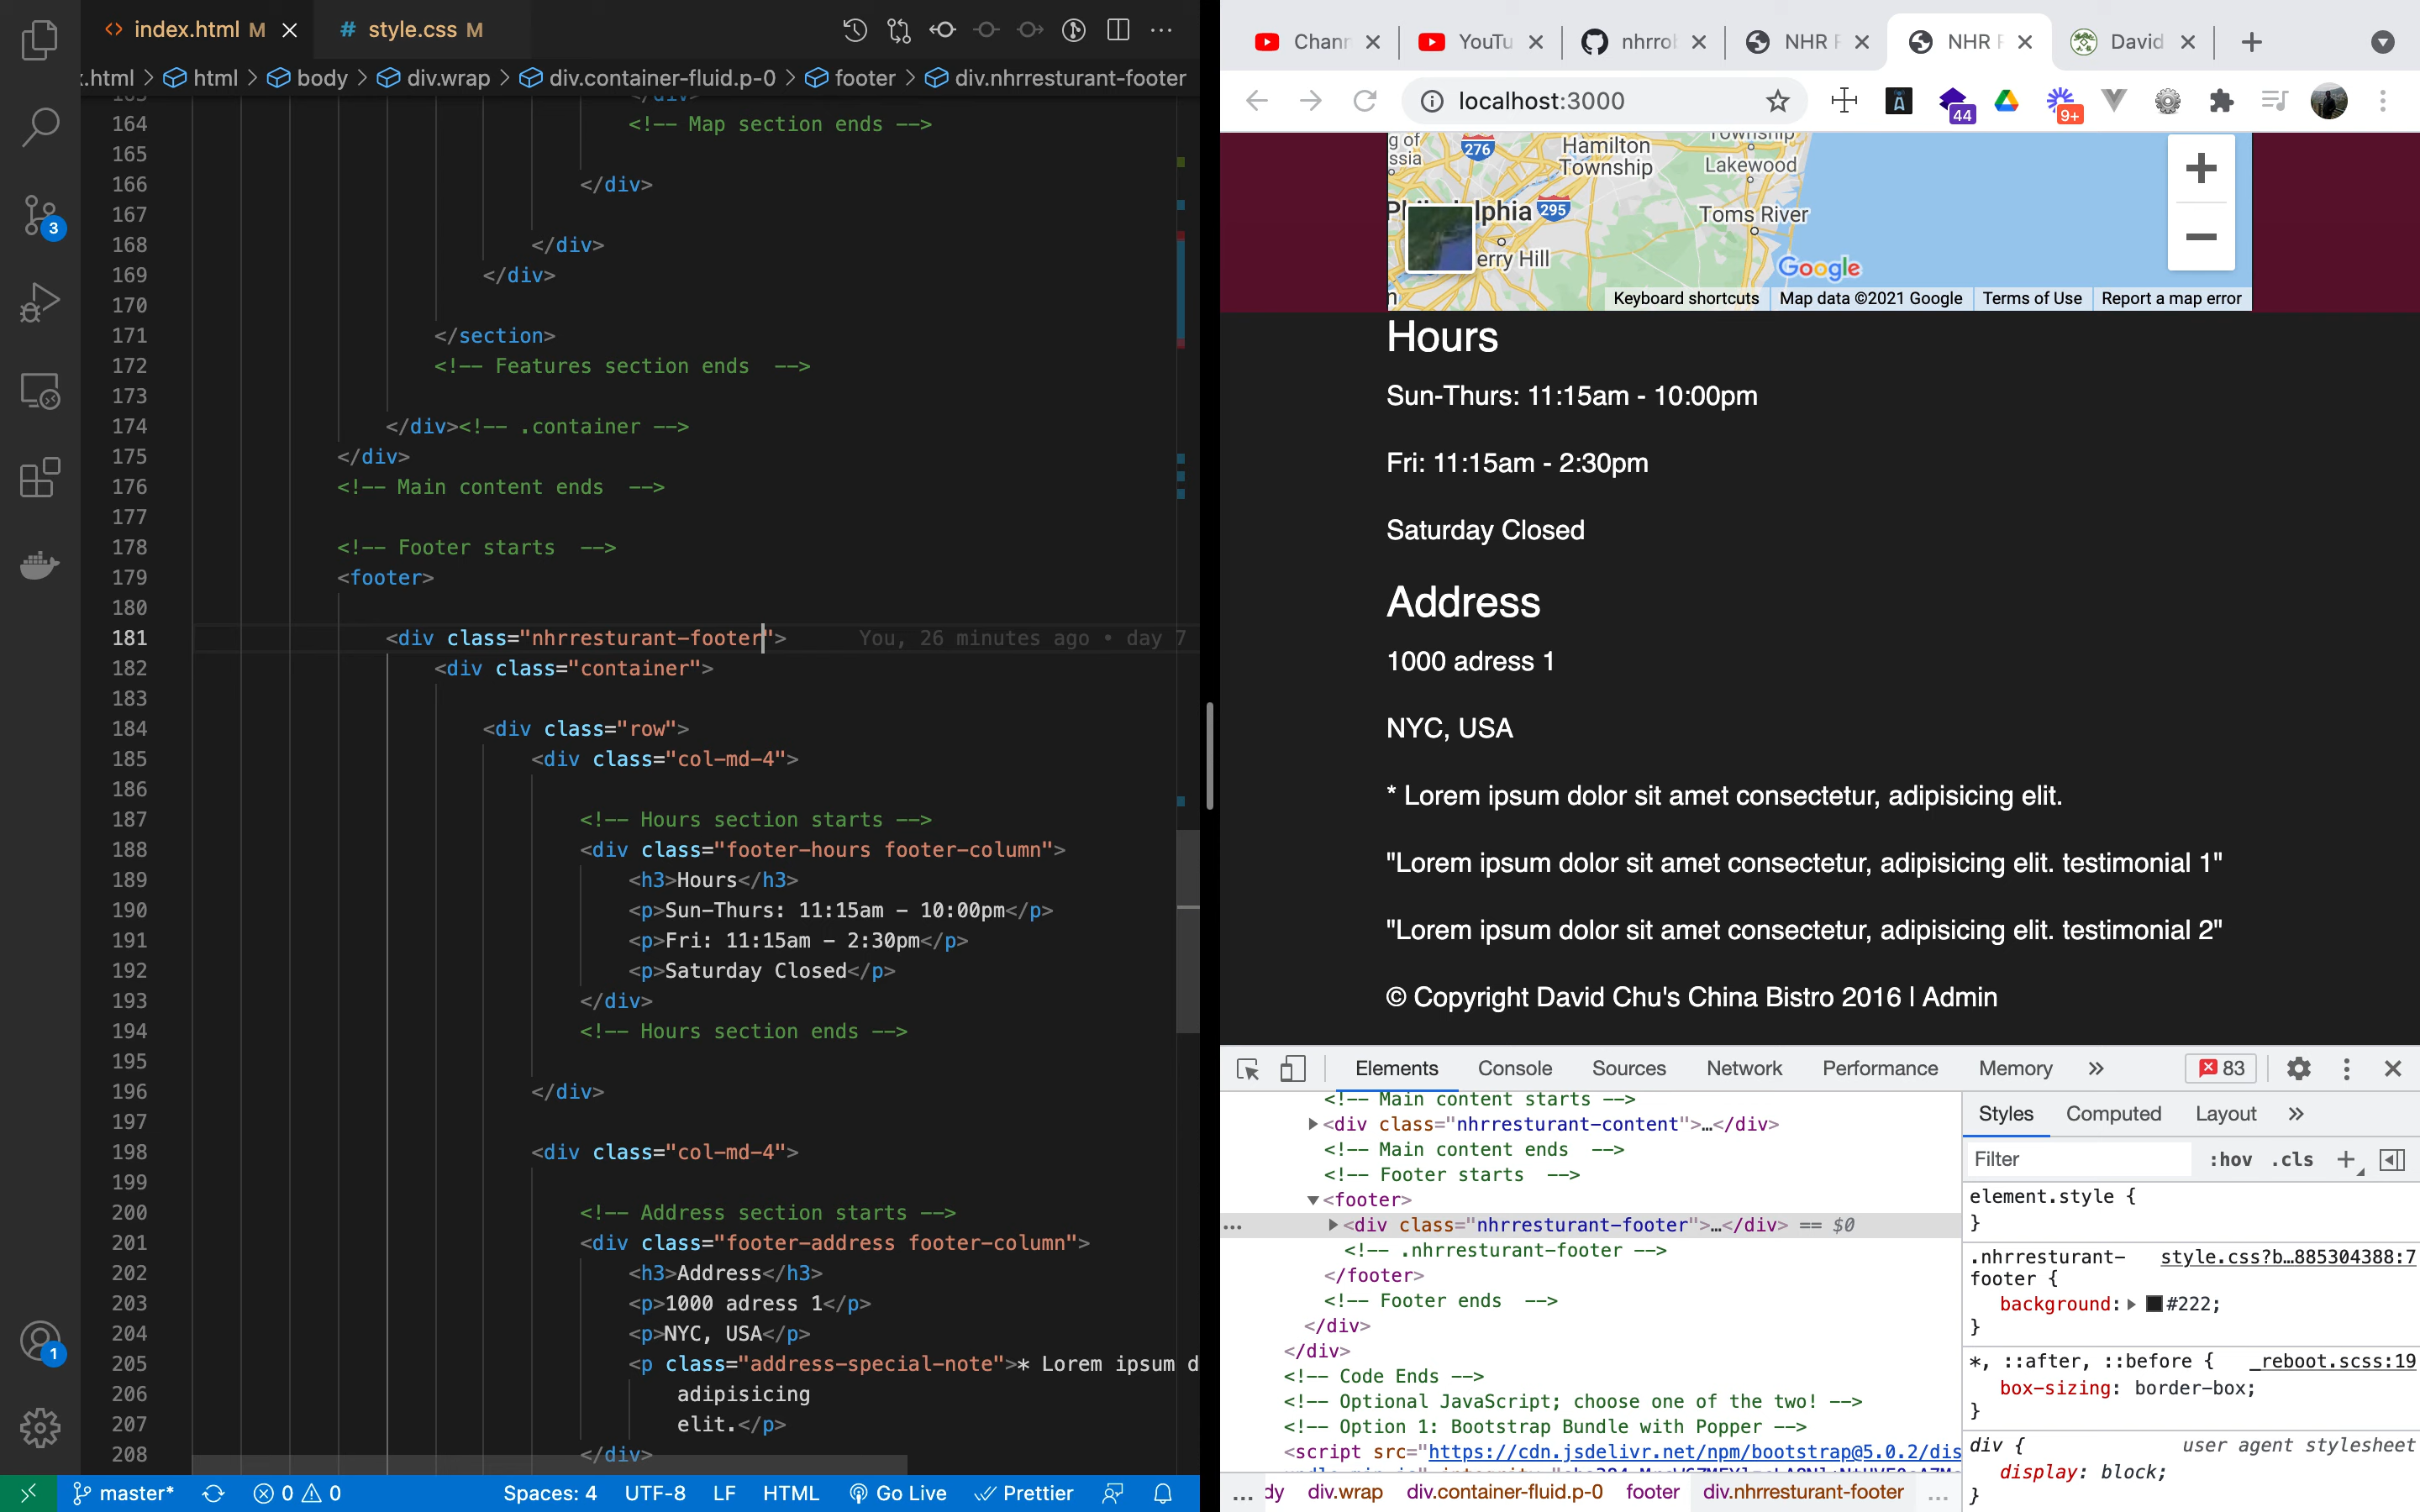 index.html M
# style.css M
.html > html > body > div.wrap > div.container-fluid.p-0 > footer > div.nhrresturant-footer
164 <!-- Map section ends -->
165
166 </div>
167
168 </div>
169 </div>
170
171 </section>
172 <!-- Features section ends  -->
173
174 </div><!-- .container -->
175 </div>
176 <!-- Main content ends  -->
177
178 <!-- Footer starts  -->
179 <footer>
180
181 <div class="nhrresturant-footer"> You, 26 minutes ago • day 7
182 <div class="container">
183
184 <div class="row">
185 <div class="col-md-4">
186
187 <!-- Hours section starts -->
188 <div class="footer-hours footer-column">
189 <h3>Hours</h3>
190 <p>Sun-Thurs: 11:15am - 10:00pm</p>
191 <p>Fri: 11:15am - 2:30pm</p>
192 <p>Saturday Closed</p>
193 </div>
194 <!-- Hours section ends -->
195
196 </div>
197
198 <div class="col-md-4">
199
200 <!-- Address section starts -->
201 <div class="footer-address footer-column">
202 <h3>Address</h3>
203 <p>1000 adress 1</p>
204 <p>NYC, USA</p>
205 <p class="address-special-note">* Lorem ipsum d
206 adipisicing
207 elit.</p>
208 </div>
3
1
master* 0 0 Spaces: 4 UTF-8 LF HTML Go Live Prettier
Chann YouTu nhrrob NHR NHR David
localhost:3000
44
9+
g of
ssia
276
Hamilton
Township
Township
Lakewood
295
Toms River
erry Hill
Google
Keyboard shortcuts Map data ©2021 Google Terms of Use Report a map error
Hours
Sun-Thurs: 11:15am - 10:00pm
Fri: 11:15am - 2:30pm
Saturday Closed
Address
1000 adress 1
NYC, USA
* Lorem ipsum dolor sit amet consectetur, adipisicing elit.
"Lorem ipsum dolor sit amet consectetur, adipisicing elit. testimonial 1"
"Lorem ipsum dolor sit amet consectetur, adipisicing elit. testimonial 2"
© Copyright David Chu's China Bistro 2016 | Admin
Elements Console Sources Network Performance Memory » 83
<!-- Main content starts -->
<div class="nhrresturant-content">…</div>
<!-- Main content ends  -->
<!-- Footer starts  -->
<footer>
<div class="nhrresturant-footer">…</div> == $0
<!-- .nhrresturant-footer -->
</footer>
<!-- Footer ends  -->
</div>
</div>
<!-- Code Ends -->
<!-- Optional JavaScript; choose one of the two! -->
<!-- Option 1: Bootstrap Bundle with Popper -->
<script src="https://cdn.jsdelivr.net/npm/bootstrap@5.0.2/dis
... dy div.wrap div.container-fluid.p-0 footer div.nhrresturant-footer ...
Styles Computed Layout »
Filter :hov .cls +
element.style {
}
.nhrresturant- style.css?b…885304388:7
footer {
background: #222;
}
*, ::after, ::before { _reboot.scss:19
box-sizing: border-box;
}
div { user agent stylesheet
display: block;
}